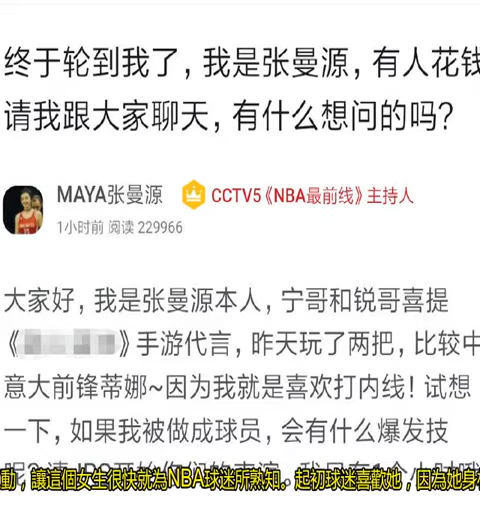 终于轮到我了，我是张曼源，有人花钱
请我跟大家聊天，有什么想问的吗？
MAYA张曼源 CCTV5《NBA最前线》主持人
1小时前 阅读 229966
大家好，我是张曼源本人，宁哥和锐哥喜提
《 》手游代言，昨天玩了两把，比较中
意大前锋蒂娜~因为我就是喜欢打内线！试想
一下，如果我被做成球员，会有什么爆发技
動，讓這個女生很快就為NBA球迷所熟知。起初球迷喜歡她，因為她身